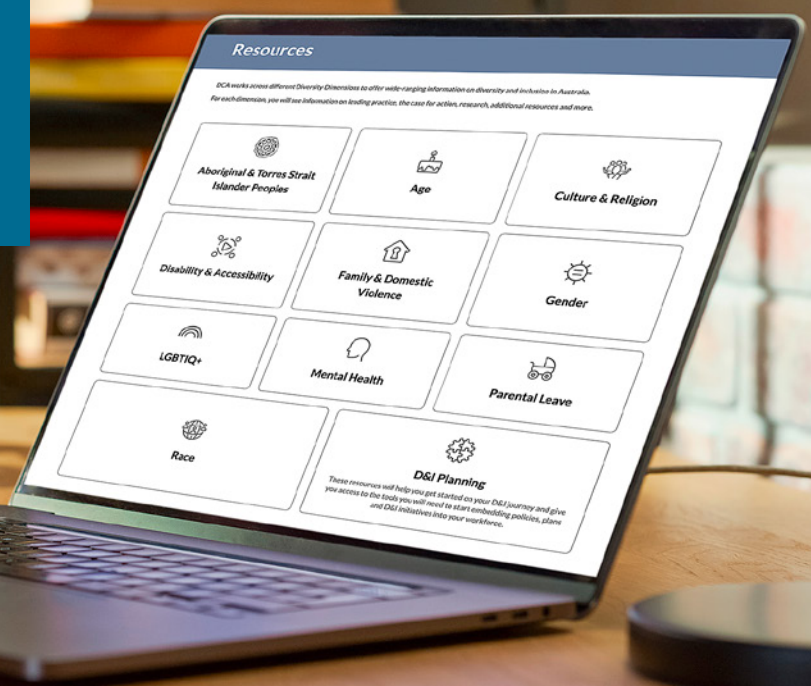 Resources
DCA works across different Diversity Dimensions to offer wide-ranging information on diversity and inclusion in Australia.
For each dimension, you will see information on leading practice, the case for action, research, additional resources and more.
Aboriginal & Torres Strait
Islander Peoples
Age
Culture & Religion
Disability & Accessibility
Family & Domestic
Violence
Gender
LGBTIQ+
Mental Health
Parental Leave
Race
D&I Planning
These resources will help you get started on your D&I journey and give
you access to the tools you will need to start embedding policies, plans
and D&I initiatives into your workforce.